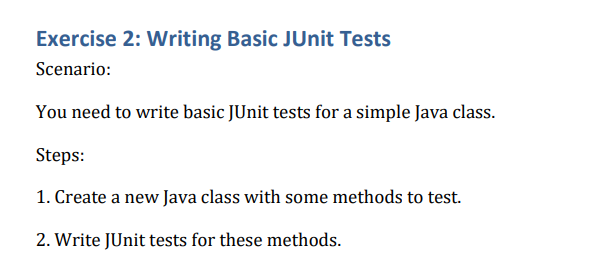 Exercise 2: Writing Basic JUnit Tests
Scenario:
You need to write basic JUnit tests for a simple Java class.
Steps:
1. Create a new Java class with some methods to test.
2. Write JUnit tests for these methods.